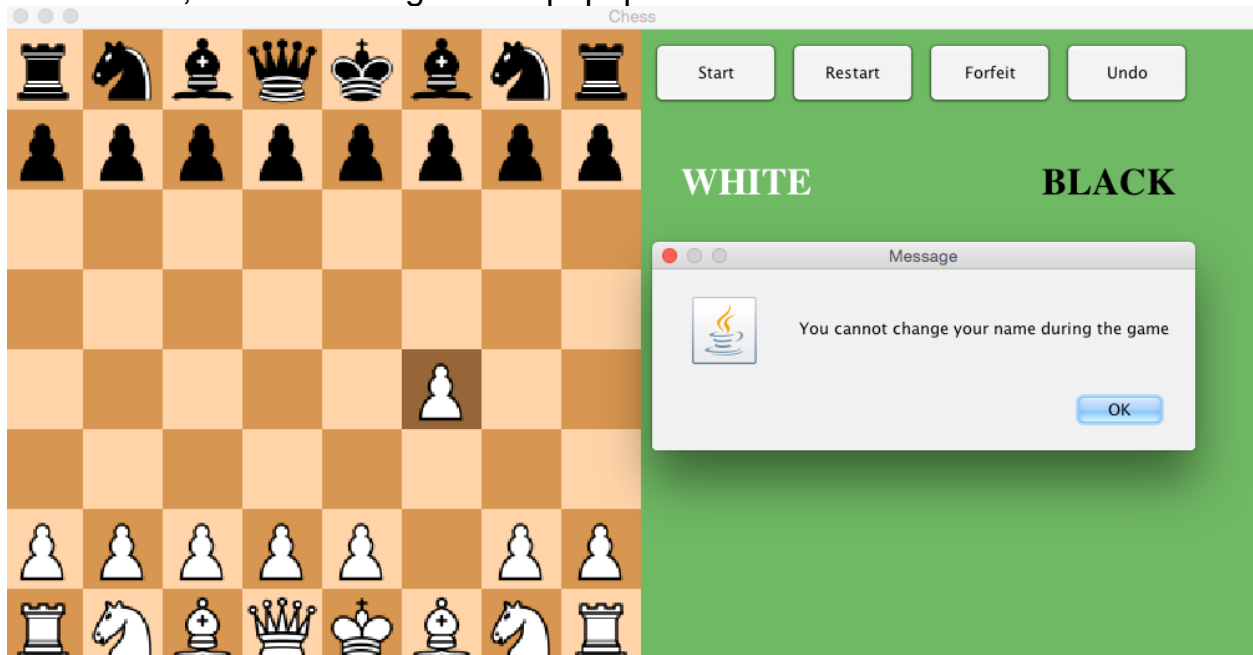 Chess
Start Restart Forfeit Undo
WHITE BLACK
Message
You cannot change your name during the game
OK